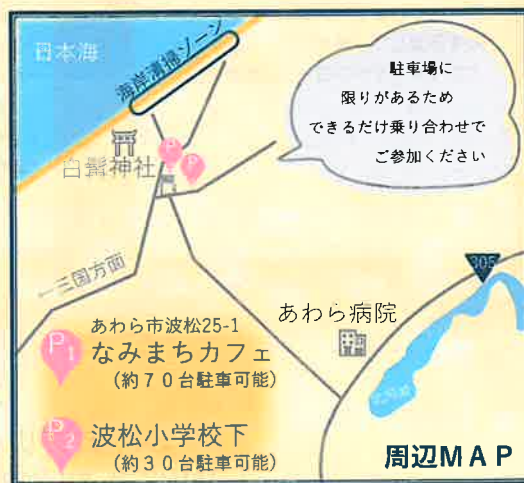 日本海
海岸清掃ゾーン
駐車場に
限りがあるため
できるだけ乗り合わせで
ご参加ください
白鬚神社
P
P
←三国方面
305
あわら病院
P1
あわら市波松25-1
なみまちカフェ
(約70台駐車可能)
P2
波松小学校下
(約30台駐車可能)
周辺MAP